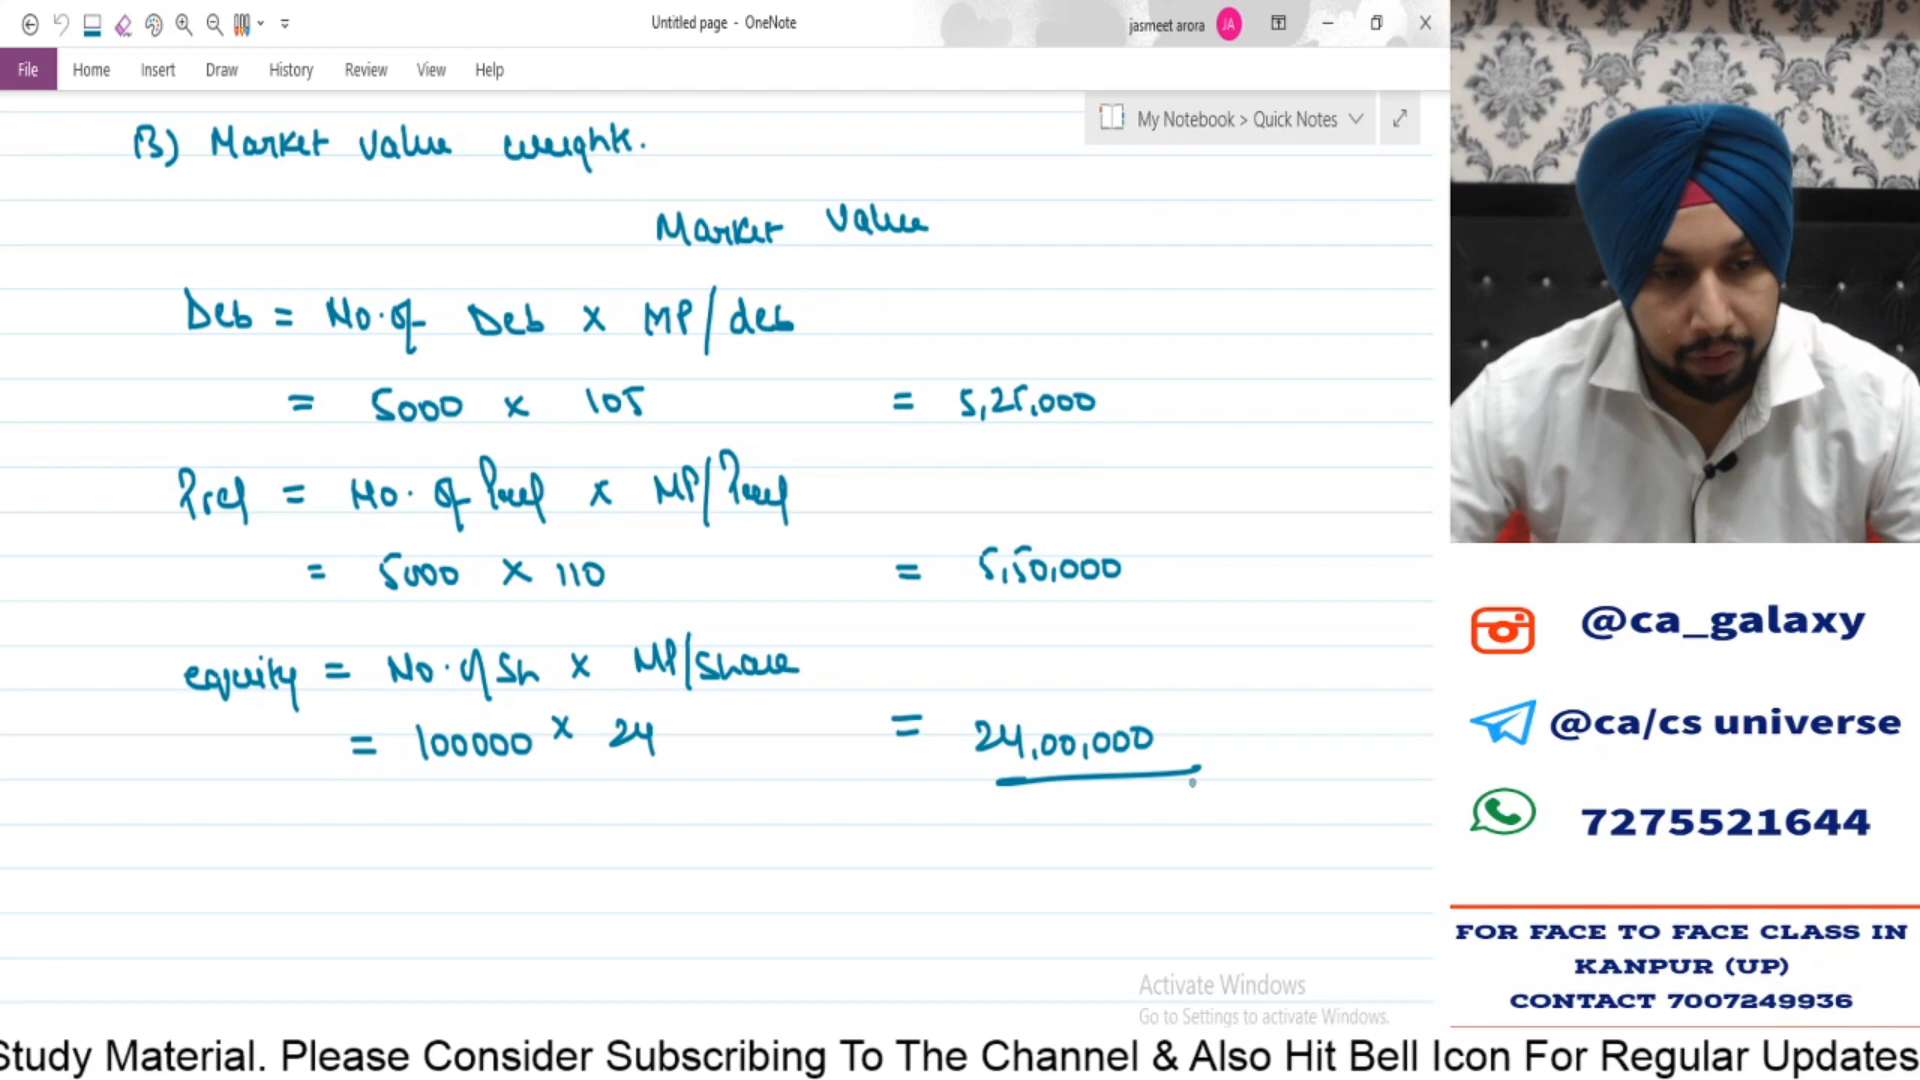 Untitled page - OneNote
jasmeet arora JA
File Home Insert Draw History Review View Help
My Notebook > Quick Notes
B) Market Value weights.
Market Value
Deb = No. of Deb x MP/deb
= 5000 x 105 = 5,25,000
Pref = No. of Pref x MP/Pref
= 5000 x 110 = 5,50,000
equity = No. of Sh x MP/Share
= 100000 x 24 = 24,00,000
@ca_galaxy
@ca/cs universe
7275521644
FOR FACE TO FACE CLASS IN
KANPUR (UP)
CONTACT 7007249936
Activate Windows
Go to Settings to activate Windows.
Study Material. Please Consider Subscribing To The Channel & Also Hit Bell Icon For Regular Updates